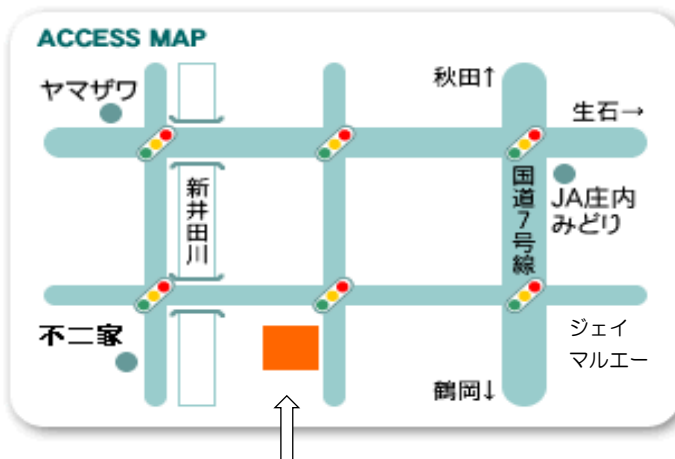 ACCESS MAP
ヤマザワ
秋田↑
生石→
新井田川
国道7号線
JA庄内
みどり
不二家
ジェイ
マルエー
鶴岡↓